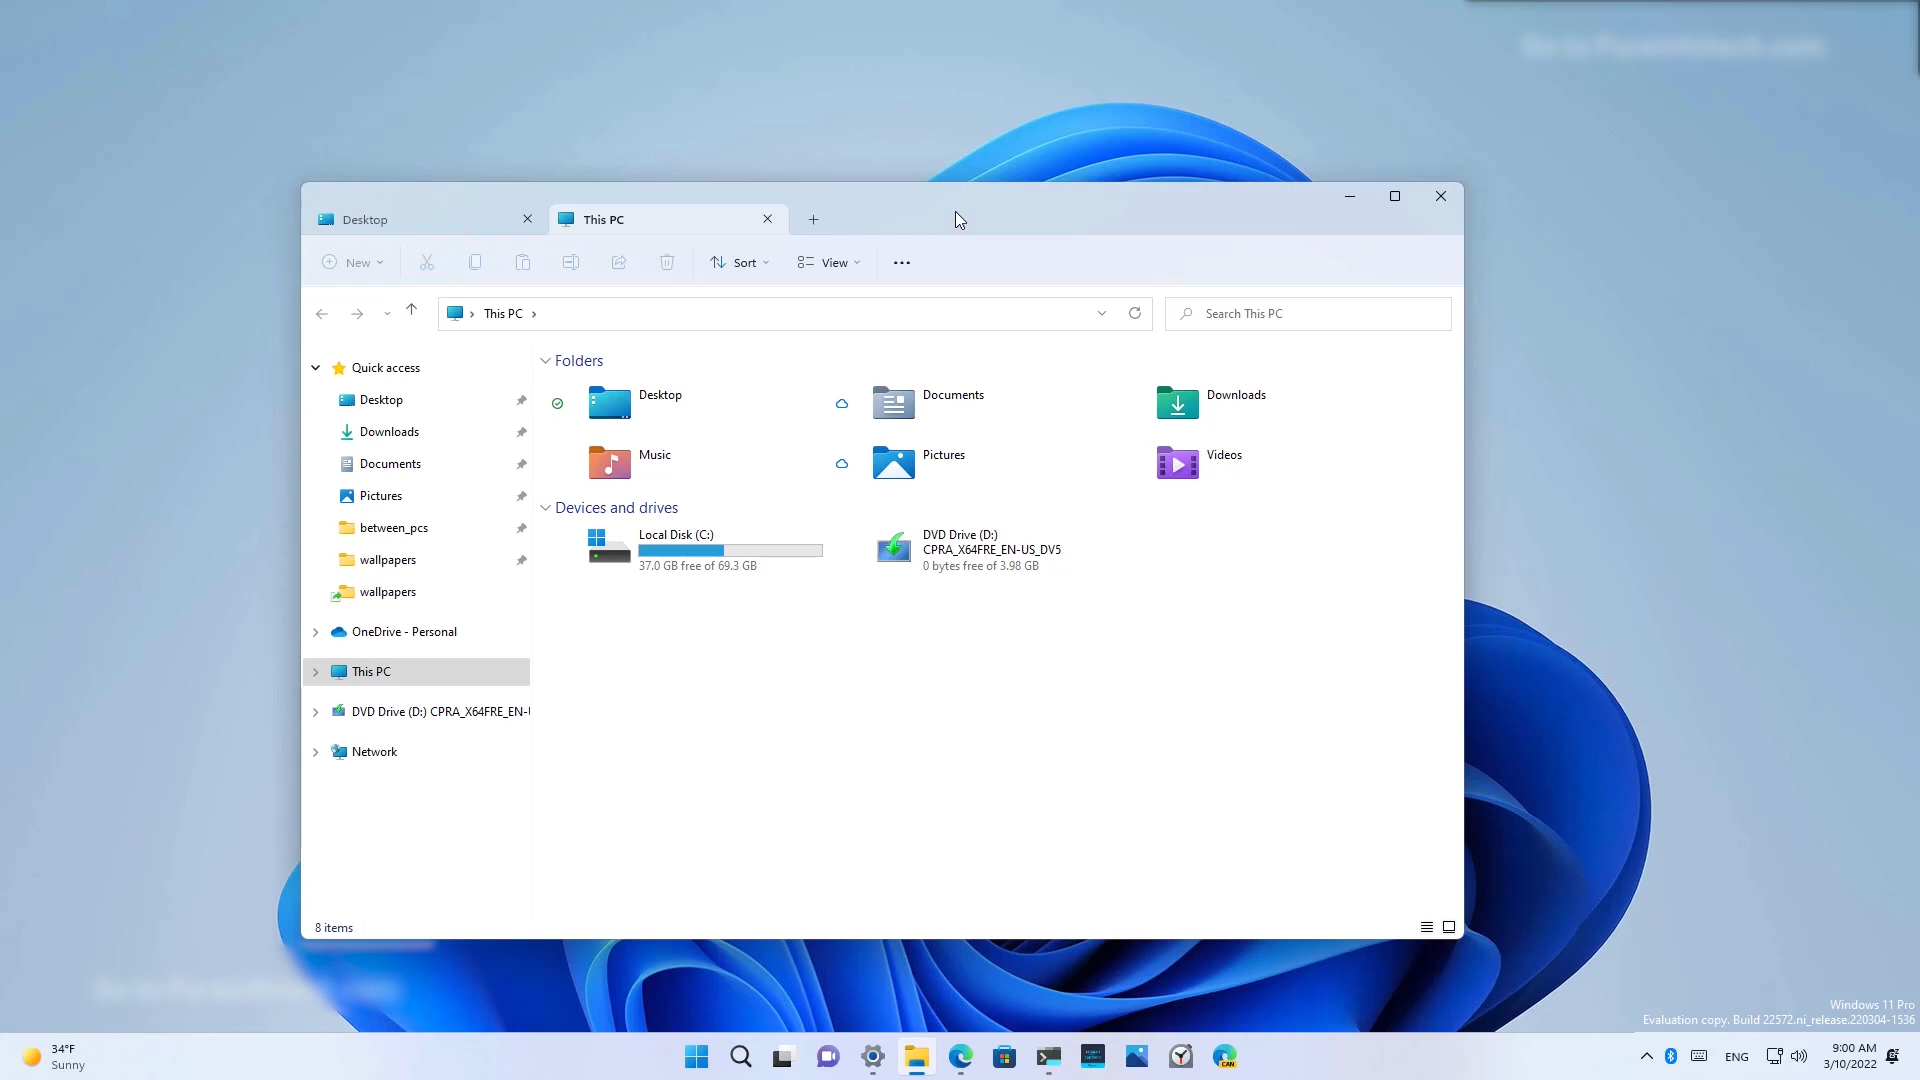 Desktop
This PC
New
Sort
View
This PC
Search This PC
Quick access
Desktop
Downloads
Documents
Pictures
between_pcs
wallpapers
wallpapers
OneDrive - Personal
This PC
DVD Drive (D:) CPRA_X64FRE_EN-U
Network
Folders
Desktop
Documents
Downloads
Music
Pictures
Videos
Devices and drives
Local Disk (C:)
37.0 GB free of 69.3 GB
DVD Drive (D:)
CPRA_X64FRE_EN-US_DV5
0 bytes free of 3.98 GB
8 items
Windows 11 Pro
Evaluation copy. Build 22572.ni_release.220304-1536
34°F
Sunny
CAN
ENG
9:00 AM
3/10/2022